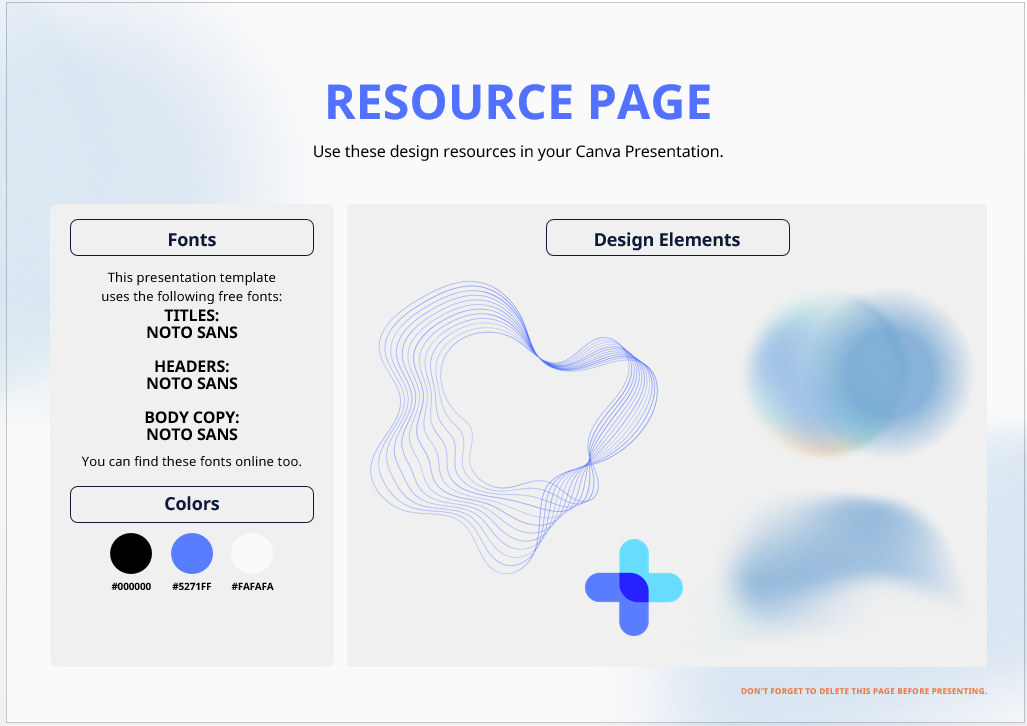 RESOURCE PAGE
Use these design resources in your Canva Presentation.
Fonts
This presentation template
uses the following free fonts:
TITLES:
NOTO SANS
HEADERS:
NOTO SANS
BODY COPY:
NOTO SANS
You can find these fonts online too.
Colors
#000000 #5271FF #FAFAFA
Design Elements
DON'T FORGET TO DELETE THIS PAGE BEFORE PRESENTING.